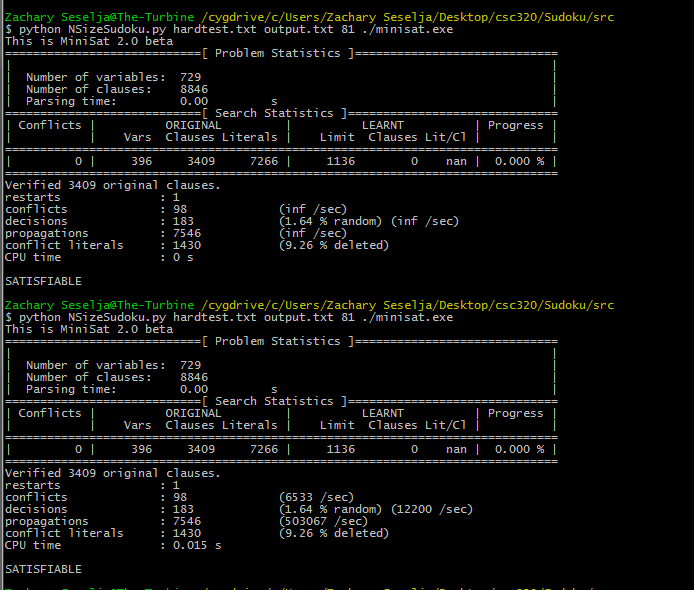 Zachary Seselja@The-Turbine /cygdrive/c/Users/Zachary Seselja/Desktop/csc320/Sudoku/src
$ python NSizeSudoku.py hardtest.txt output.txt 81 ./minisat.exe
This is MiniSat 2.0 beta
============================[ Problem Statistics ]=============================
|                                                                             |
|  Number of variables:  729                                                  |
|  Number of clauses:    8846                                                 |
|  Parsing time:         0.00         s                                       |
============================[ Search Statistics ]==============================
| Conflicts |          ORIGINAL         |          LEARNT          | Progress |
|           |    Vars  Clauses Literals |    Limit  Clauses Lit/Cl |          |
===============================================================================
|         0 |     396     3409     7266 |     1136        0    nan |  0.000 % |
===============================================================================
Verified 3409 original clauses.
restarts              : 1
conflicts             : 98             (inf /sec)
decisions             : 183            (1.64 % random) (inf /sec)
propagations          : 7546           (inf /sec)
conflict literals     : 1430           (9.26 % deleted)
CPU time              : 0 s

SATISFIABLE

Zachary Seselja@The-Turbine /cygdrive/c/Users/Zachary Seselja/Desktop/csc320/Sudoku/src
$ python NSizeSudoku.py hardtest.txt output.txt 81 ./minisat.exe
This is MiniSat 2.0 beta
============================[ Problem Statistics ]=============================
|                                                                             |
|  Number of variables:  729                                                  |
|  Number of clauses:    8846                                                 |
|  Parsing time:         0.00         s                                       |
============================[ Search Statistics ]==============================
| Conflicts |          ORIGINAL         |          LEARNT          | Progress |
|           |    Vars  Clauses Literals |    Limit  Clauses Lit/Cl |          |
===============================================================================
|         0 |     396     3409     7266 |     1136        0    nan |  0.000 % |
===============================================================================
Verified 3409 original clauses.
restarts              : 1
conflicts             : 98             (6533 /sec)
decisions             : 183            (1.64 % random) (12200 /sec)
propagations          : 7546           (503067 /sec)
conflict literals     : 1430           (9.26 % deleted)
CPU time              : 0.015 s

SATISFIABLE